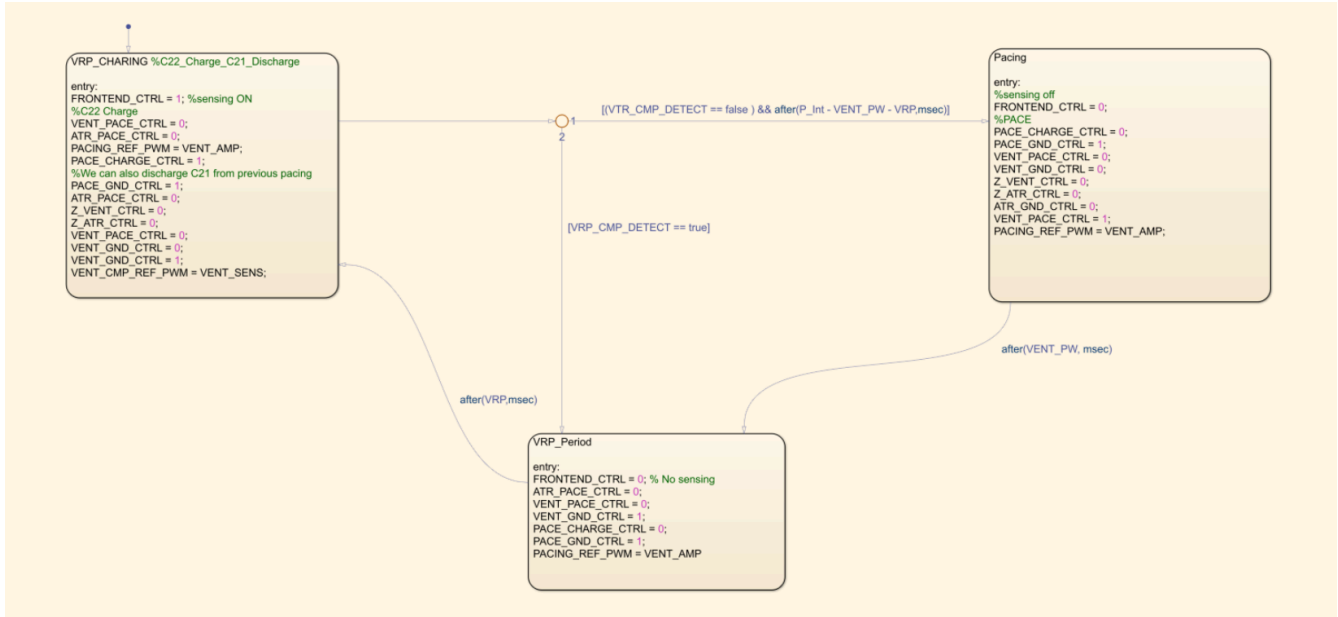 VRP_CHARING %C22_Charge_C21_Discharge
entry:
FRONTEND_CTRL = 1; %sensing ON
%C22 Charge
VENT_PACE_CTRL = 0;
ATR_PACE_CTRL = 0;
PACING_REF_PWM = VENT_AMP;
PACE_CHARGE_CTRL = 1;
%We can also discharge C21 from previous pacing
PACE_GND_CTRL = 1;
ATR_PACE_CTRL = 0;
Z_VENT_CTRL = 0;
Z_ATR_CTRL = 0;
VENT_PACE_CTRL = 0;
VENT_GND_CTRL = 0;
VENT_GND_CTRL = 1;
VENT_CMP_REF_PWM = VENT_SENS;
[(VTR_CMP_DETECT == false ) && after(P_Int - VENT_PW - VRP,msec)]
1
2
[VRP_CMP_DETECT == true]
Pacing
entry:
%sensing off
FRONTEND_CTRL = 0;
%PACE
PACE_CHARGE_CTRL = 0;
PACE_GND_CTRL = 1;
VENT_PACE_CTRL = 0;
VENT_GND_CTRL = 0;
Z_VENT_CTRL = 0;
Z_ATR_CTRL = 0;
ATR_GND_CTRL = 0;
VENT_PACE_CTRL = 1;
PACING_REF_PWM = VENT_AMP;
after(VENT_PW, msec)
after(VRP,msec)
VRP_Period
entry:
FRONTEND_CTRL = 0; % No sensing
ATR_PACE_CTRL = 0;
VENT_PACE_CTRL = 0;
VENT_GND_CTRL = 1;
PACE_CHARGE_CTRL = 0;
PACE_GND_CTRL = 1;
PACING_REF_PWM = VENT_AMP